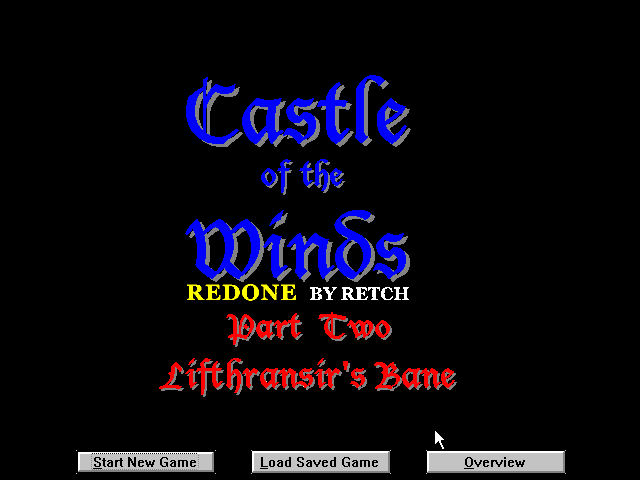 Castle
of the
Winds
REDONE BY RETCH
Part Two
Lifthransir's Bane
Start New Game Load Saved Game Overview